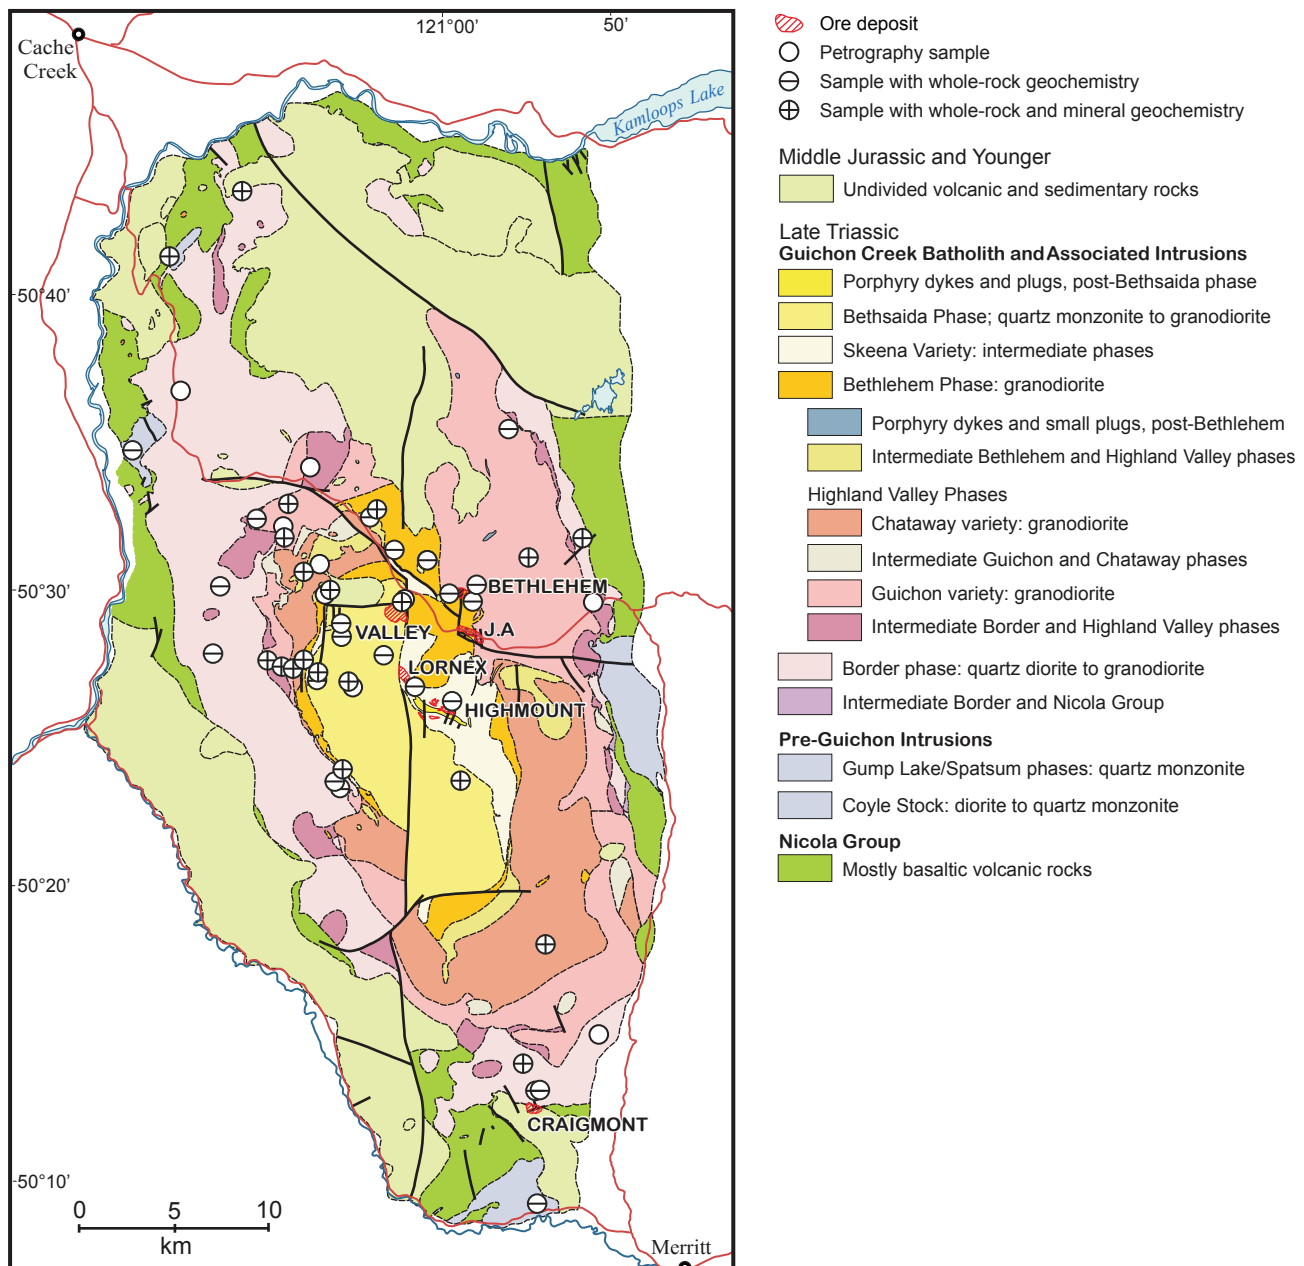 121°00'
50'
Cache
Creek
Kamloops Lake
50°40'
50°30'
BETHLEHEM
J.A
VALLEY
LORNEX
HIGHMOUNT
50°20'
CRAIGMONT
50°10'
0 5 10
km
Merritt
Ore deposit
Petrography sample
Sample with whole-rock geochemistry
Sample with whole-rock and mineral geochemistry
Middle Jurassic and Younger
Undivided volcanic and sedimentary rocks
Late Triassic
Guichon Creek Batholith and Associated Intrusions
Porphyry dykes and plugs, post-Bethsaida phase
Bethsaida Phase; quartz monzonite to granodiorite
Skeena Variety: intermediate phases
Bethlehem Phase: granodiorite
Porphyry dykes and small plugs, post-Bethlehem
Intermediate Bethlehem and Highland Valley phases
Highland Valley Phases
Chataway variety: granodiorite
Intermediate Guichon and Chataway phases
Guichon variety: granodiorite
Intermediate Border and Highland Valley phases
Border phase: quartz diorite to granodiorite
Intermediate Border and Nicola Group
Pre-Guichon Intrusions
Gump Lake/Spatsum phases: quartz monzonite
Coyle Stock: diorite to quartz monzonite
Nicola Group
Mostly basaltic volcanic rocks